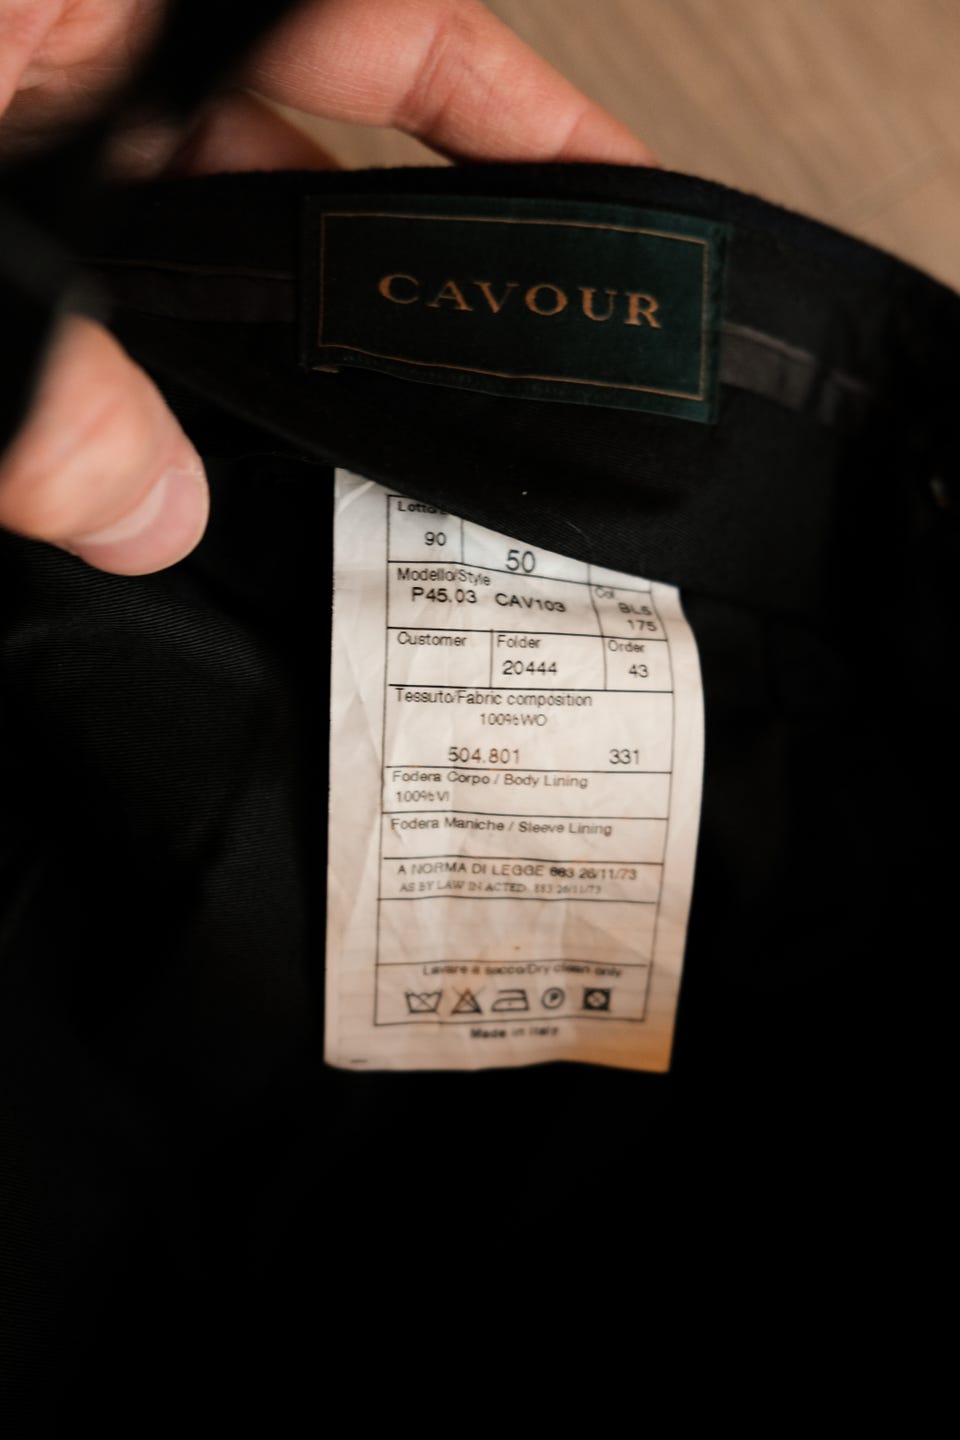 CAVOUR
90
50
Modello/Style
P45.03 CAV103
Col
BL5
175
Customer
Folder
Order
20444
43
Tessuto/Fabric composition
100%WO
504.801 331
Fodera Corpo / Body Lining
100%VI
Fodera Maniche / Sleeve Lining
A NORMA DI LEGGE 883 26/11/73
AS BY LAW IN ACTED. 883 26/11/73
Lavare a secco/Dry clean only
P
Made in Italy